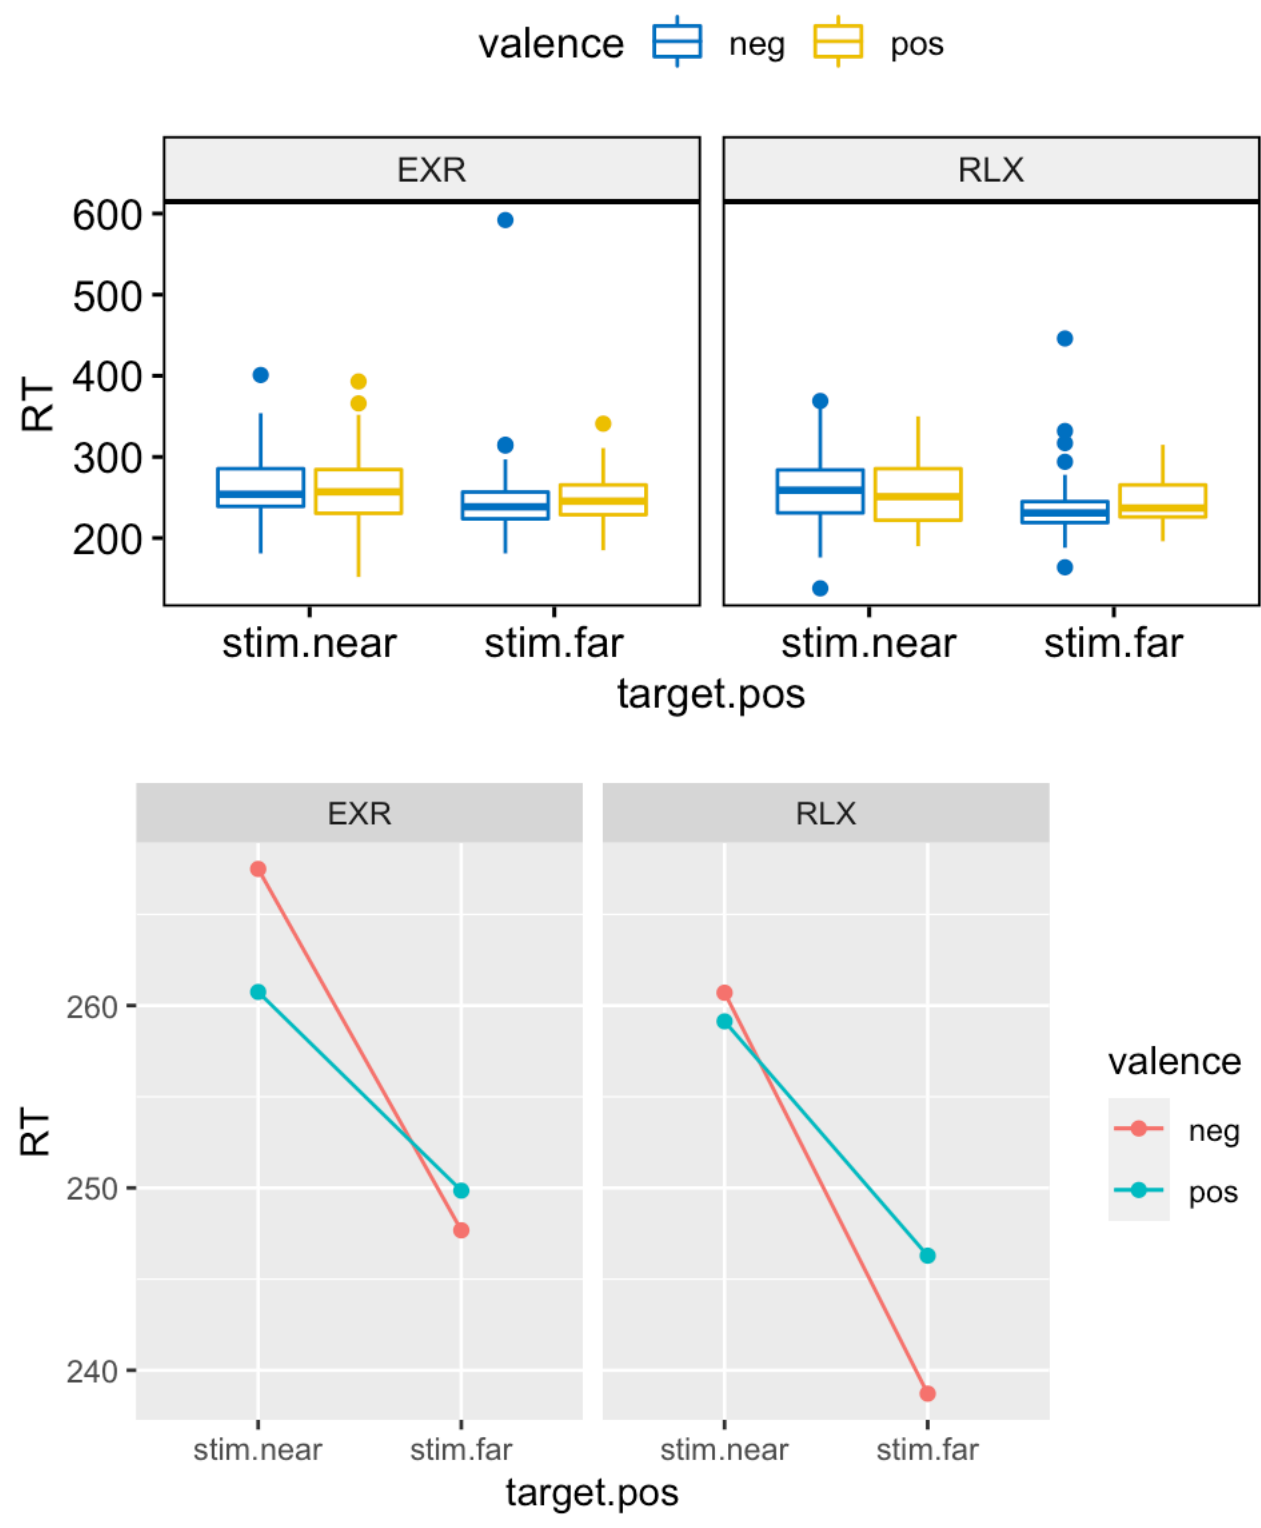 valence neg pos
EXR RLX
600
500
400
300
200
RT
stim.near stim.far stim.near stim.far
target.pos
EXR RLX
260
250
240
RT
valence
neg
pos
stim.near stim.far stim.near stim.far
target.pos